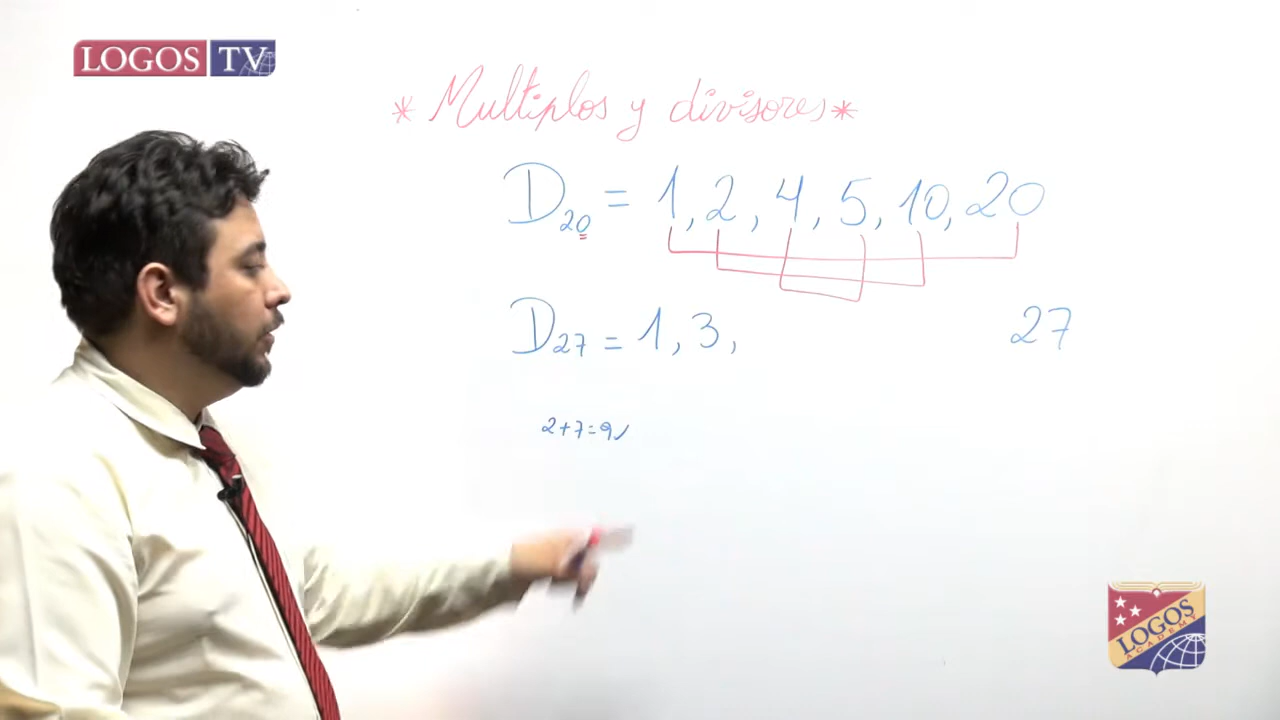 LOGOS TV
* Multiplos y divisores *
D20 = 1, 2, 4, 5, 10, 20
D27 = 1, 3, 27
2+7=9✓
LOGOS
ACADEMY